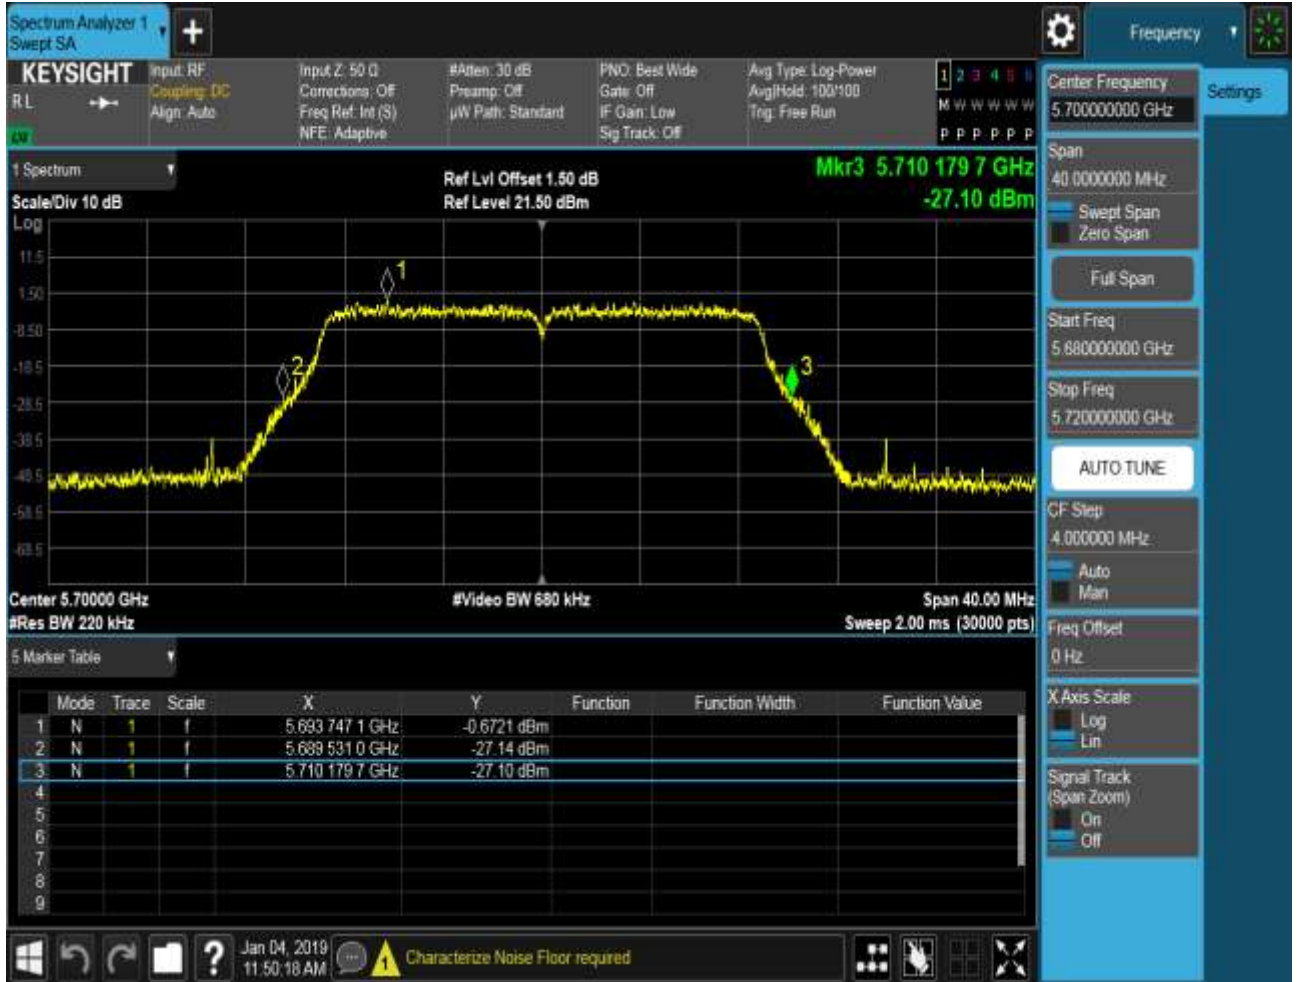 Spectrum Analyzer 1
Swept SA
+
Frequency
KEYSIGHT
RL
Input: RF
Coupling: DC
Align: Auto
Input Z: 50 Ω
Corrections: Off
Freq Ref: Int (S)
NFE: Adaptive
#Atten: 30 dB
Preamp: Off
µW Path: Standard
PNO: Best Wide
Gate: Off
IF Gain: Low
Sig Track: Off
Avg Type: Log-Power
Avg|Hold: 100/100
Trig: Free Run
1 2 3 4 5 6
M W W W W W
P P P P P P
1 Spectrum
Scale/Div 10 dB
Ref Lvl Offset 1.50 dB
Ref Level 21.50 dBm
Mkr3 5.710 179 7 GHz
-27.10 dBm
Log
11.5
1.50
-8.50
-18.5
-28.5
-38.5
-48.5
-58.5
-68.5
1
2
3
Center 5.70000 GHz
#Res BW 220 kHz
#Video BW 680 kHz
Span 40.00 MHz
Sweep 2.00 ms (30000 pts)
5 Marker Table
Mode Trace Scale X Y Function Function Width Function Value
1 N 1 f 5.693 747 1 GHz -0.6721 dBm
2 N 1 f 5.689 531 0 GHz -27.14 dBm
3 N 1 f 5.710 179 7 GHz -27.10 dBm
4
5
6
7
8
9
Center Frequency
5.700000000 GHz
Settings
Span
40.0000000 MHz
Swept Span
Zero Span
Full Span
Start Freq
5.680000000 GHz
Stop Freq
5.720000000 GHz
AUTO TUNE
CF Step
4.000000 MHz
Auto
Man
Freq Offset
0 Hz
X Axis Scale
Log
Lin
Signal Track
(Span Zoom)
On
Off
?
Jan 04, 2019
11:50:18 AM
1
Characterize Noise Floor required